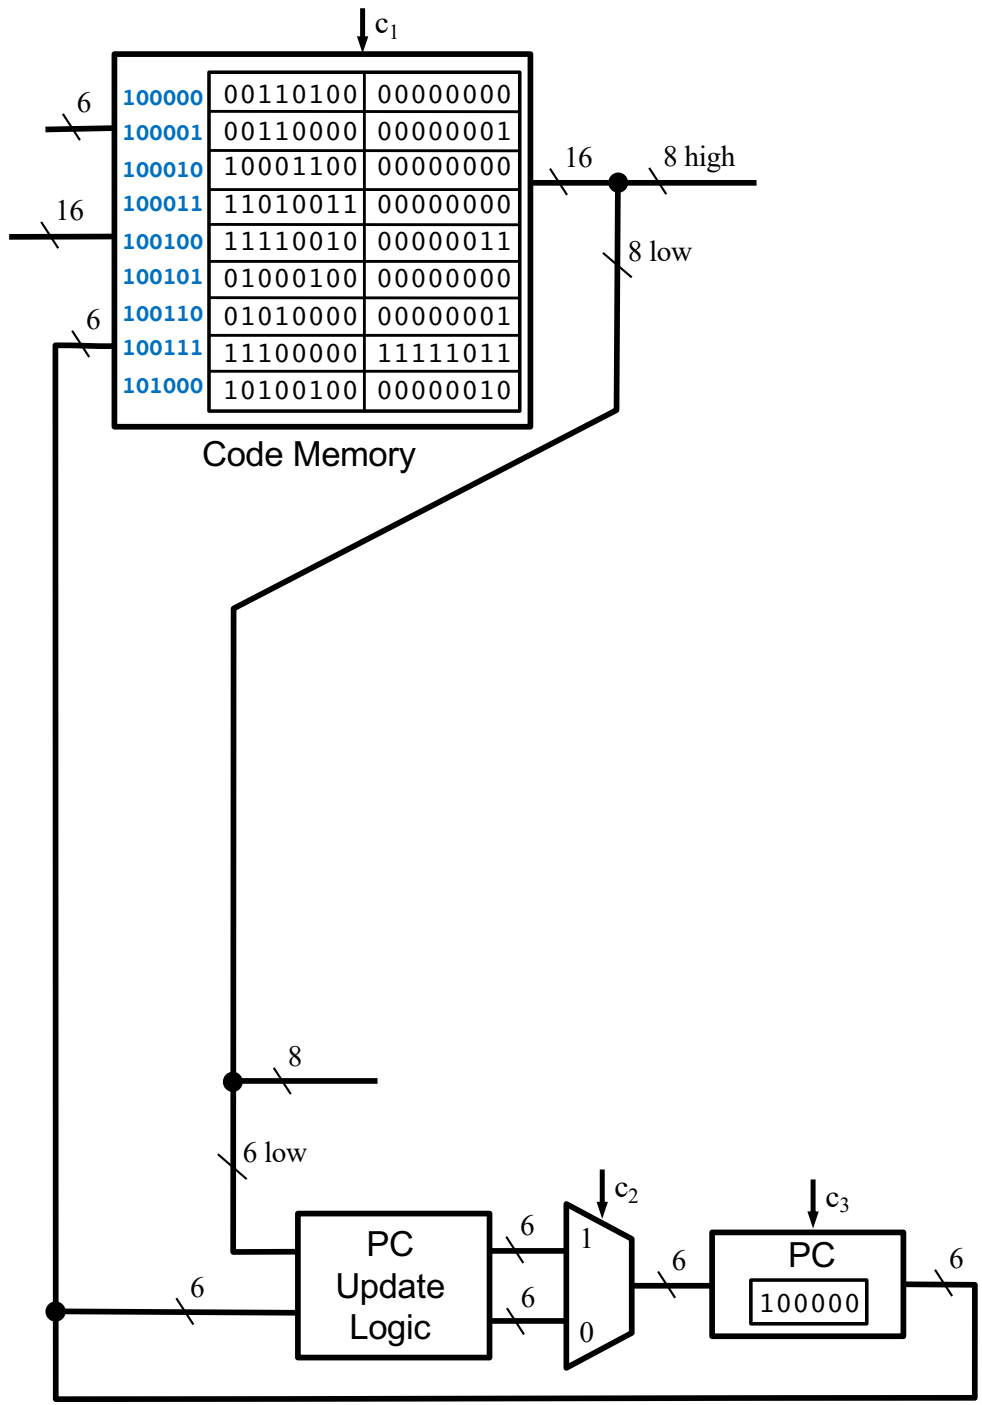 c1
6
100000 00110100 00000000
100001 00110000 00000001
100010 10001100 00000000
16 8 high
100011 11010011 00000000
16
100100 11110010 00000011
8 low
100101 01000100 00000000
100110 01010000 00000001
6
100111 11100000 11111011
101000 10100100 00000010
Code Memory
8
6 low
c2
c3
PC
Update
Logic
6
1
6
0
6
6
PC
100000
6